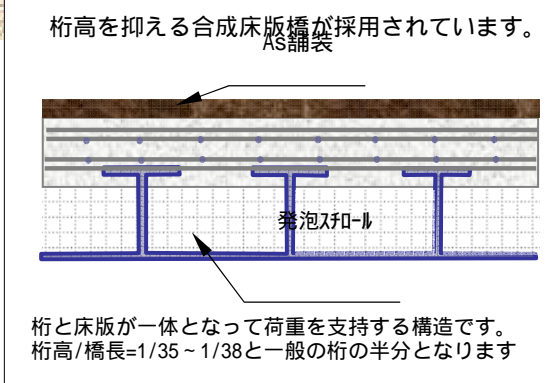 桁高を抑える合成床版橋が採用されています。
As舗装
発泡ｽﾁﾛｰﾙ
桁と床版が一体となって荷重を支持する構造です。
桁高/橋長=1/35~1/38と一般の桁の半分となります